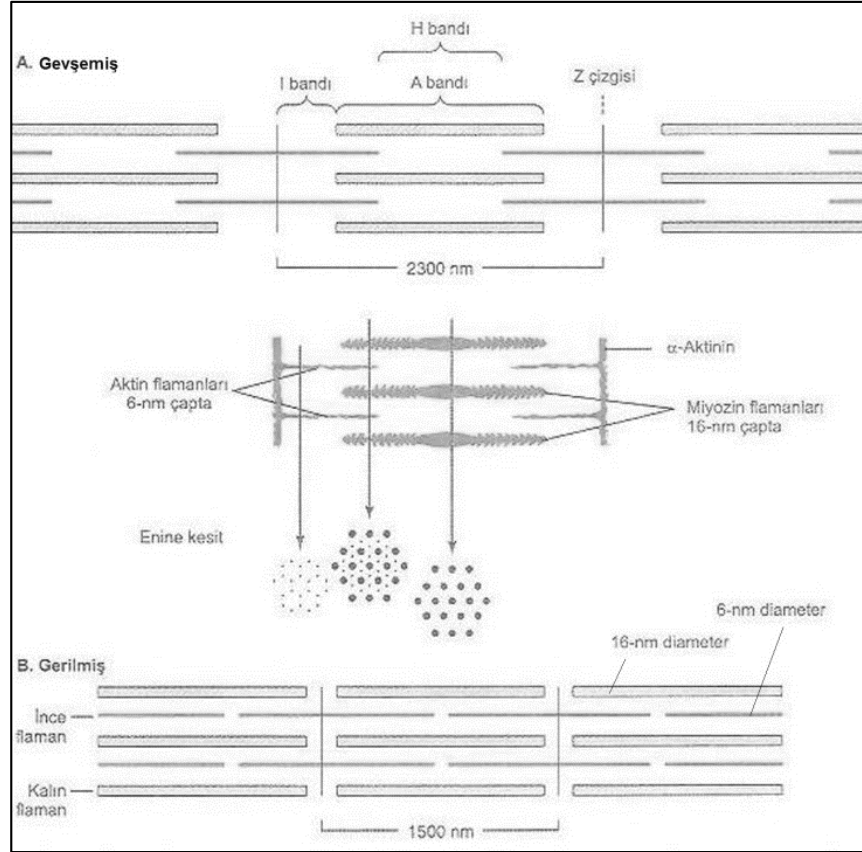 H bandı
A. Gevşemiş
Z çizgisi
I bandı
A bandı
2300 nm
α-Aktinin
Aktin flamanları
6-nm çapta
Miyozin flamanları
16-nm çapta
Enine kesit
6-nm diameter
16-nm diameter
B. Gerilmiş
İnce
flaman
Kalın
flaman
1500 nm